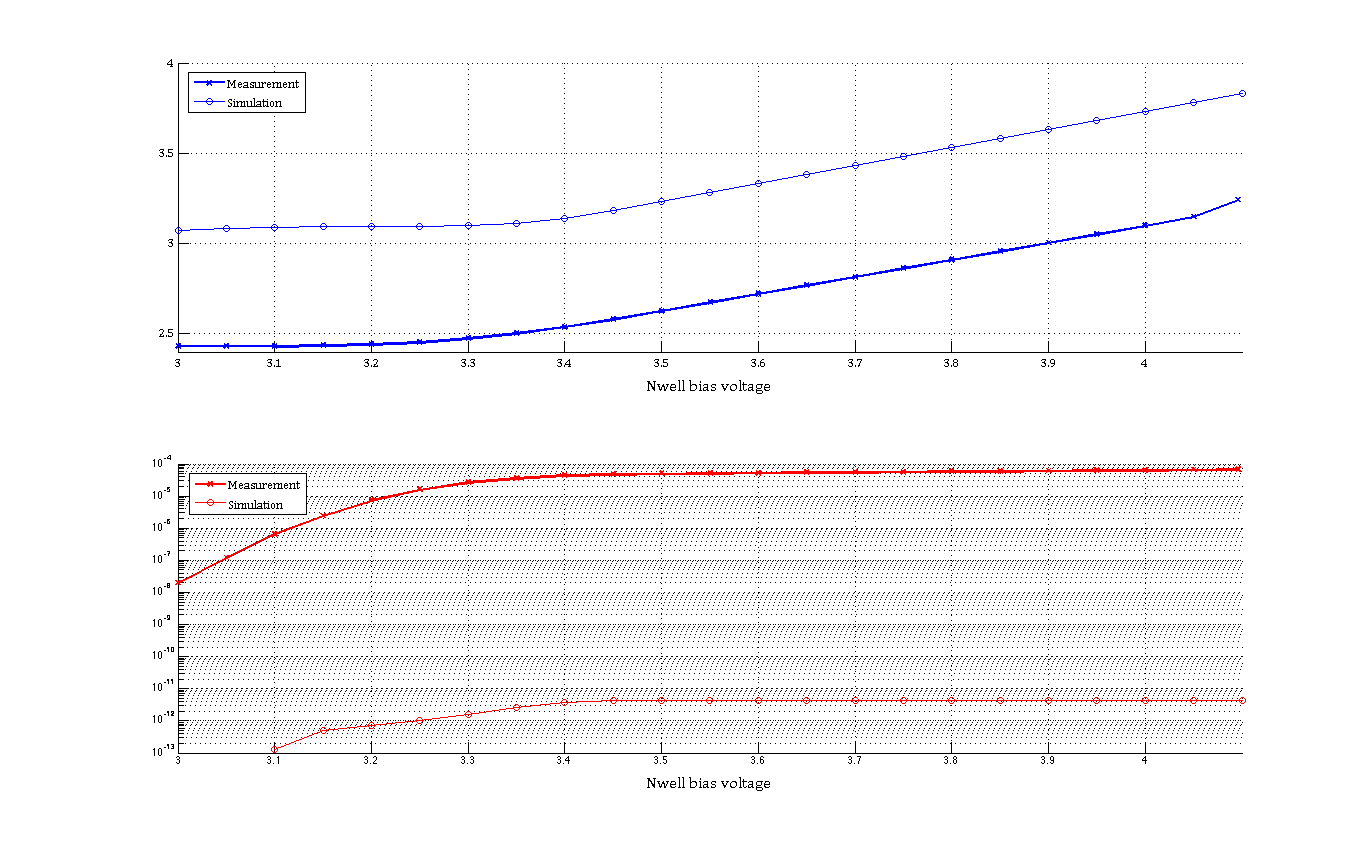 4
Measurement
Simulation
3.5
3
2.5
3 3.1 3.2 3.3 3.4 3.5 3.6 3.7 3.8 3.9 4
Nwell bias voltage
10^-4
Measurement
10^-5
Simulation
10^-6
10^-7
10^-8
10^-9
10^-10
10^-11
10^-12
10^-13
3 3.1 3.2 3.3 3.4 3.5 3.6 3.7 3.8 3.9 4
Nwell bias voltage